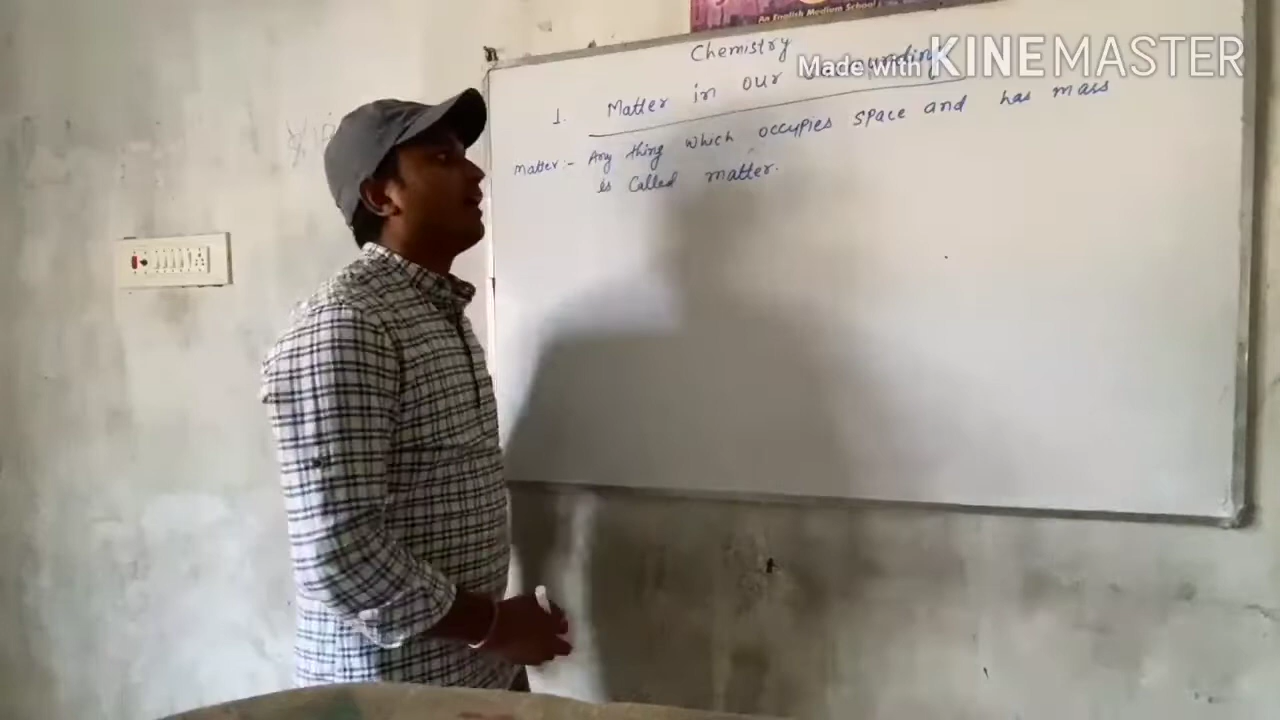 An English Medium School
Chemistry
Made with KINEMASTER
1. Matter in our Surrounding
Matter:- Any thing which occupies space and has mass
is called matter.